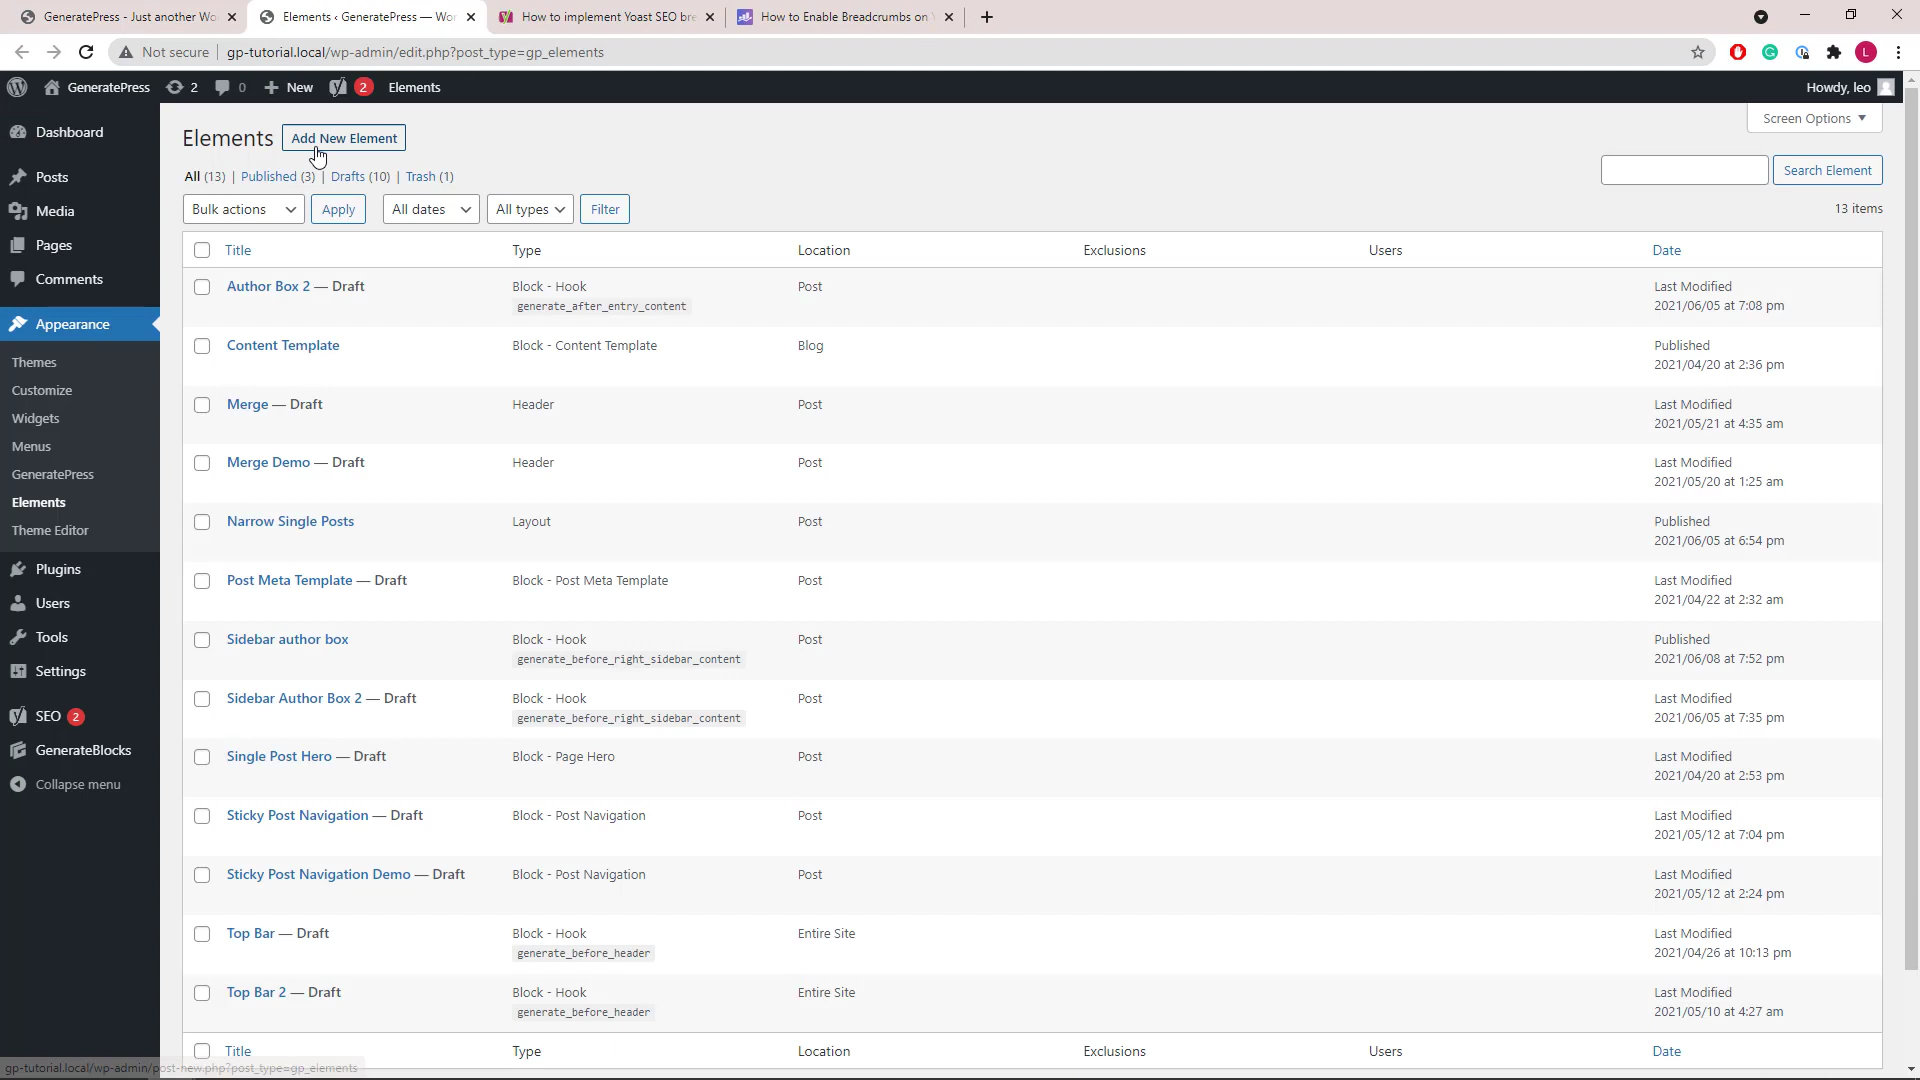 GeneratePress - Just another Wo
Elements ‹ GeneratePress — Wor
How to implement Yoast SEO bre
How to Enable Breadcrumbs on
Not secure
gp-tutorial.local/wp-admin/edit.php?post_type=gp_elements
L
GeneratePress
2
0
New
2
Elements
Howdy, leo
Dashboard
Posts
Media
Pages
Comments
Appearance
Themes
Customize
Widgets
Menus
GeneratePress
Elements
Theme Editor
Plugins
Users
Tools
Settings
SEO 2
GenerateBlocks
Collapse menu
Screen Options
Elements Add New Element
All (13) | Published (3) | Drafts (10) | Trash (1)
Search Element
Bulk actions Apply All dates All types Filter
13 items
Title Type Location Exclusions Users Date
Author Box 2 — Draft Block - Hook Post Last Modified
generate_after_entry_content 2021/06/05 at 7:08 pm
Content Template Block - Content Template Blog Published
2021/04/20 at 2:36 pm
Merge — Draft Header Post Last Modified
2021/05/21 at 4:35 am
Merge Demo — Draft Header Post Last Modified
2021/05/20 at 1:25 am
Narrow Single Posts Layout Post Published
2021/06/05 at 6:54 pm
Post Meta Template — Draft Block - Post Meta Template Post Last Modified
2021/04/22 at 2:32 am
Sidebar author box Block - Hook Post Published
generate_before_right_sidebar_content 2021/06/08 at 7:52 pm
Sidebar Author Box 2 — Draft Block - Hook Post Last Modified
generate_before_right_sidebar_content 2021/06/05 at 7:35 pm
Single Post Hero — Draft Block - Page Hero Post Last Modified
2021/04/20 at 2:53 pm
Sticky Post Navigation — Draft Block - Post Navigation Post Last Modified
2021/05/12 at 7:04 pm
Sticky Post Navigation Demo — Draft Block - Post Navigation Post Last Modified
2021/05/12 at 2:24 pm
Top Bar — Draft Block - Hook Entire Site Last Modified
generate_before_header 2021/04/26 at 10:13 pm
Top Bar 2 — Draft Block - Hook Entire Site Last Modified
generate_before_header 2021/05/10 at 4:27 am
Title Type Location Exclusions Users Date
gp-tutorial.local/wp-admin/post-new.php?post_type=gp_elements